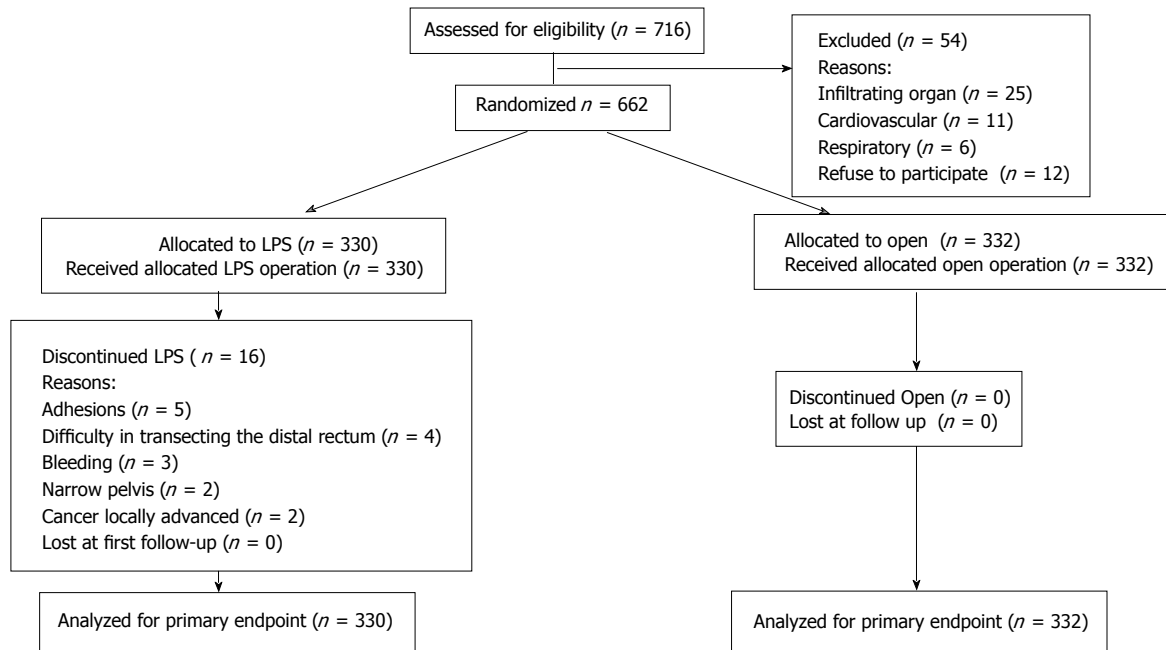 Assessed for eligibility (n = 716)
Excluded (n = 54)
Reasons:
Infiltrating organ (n = 25)
Cardiovascular (n = 11)
Respiratory (n = 6)
Refuse to participate (n = 12)
Randomized n = 662
Allocated to LPS (n = 330)
Received allocated LPS operation (n = 330)
Allocated to open (n = 332)
Received allocated open operation (n = 332)
Discontinued LPS ( n = 16)
Reasons:
Adhesions (n = 5)
Difficulty in transecting the distal rectum (n = 4)
Bleeding (n = 3)
Narrow pelvis (n = 2)
Cancer locally advanced (n = 2)
Lost at first follow-up (n = 0)
Discontinued Open (n = 0)
Lost at follow up (n = 0)
Analyzed for primary endpoint (n = 330)
Analyzed for primary endpoint (n = 332)